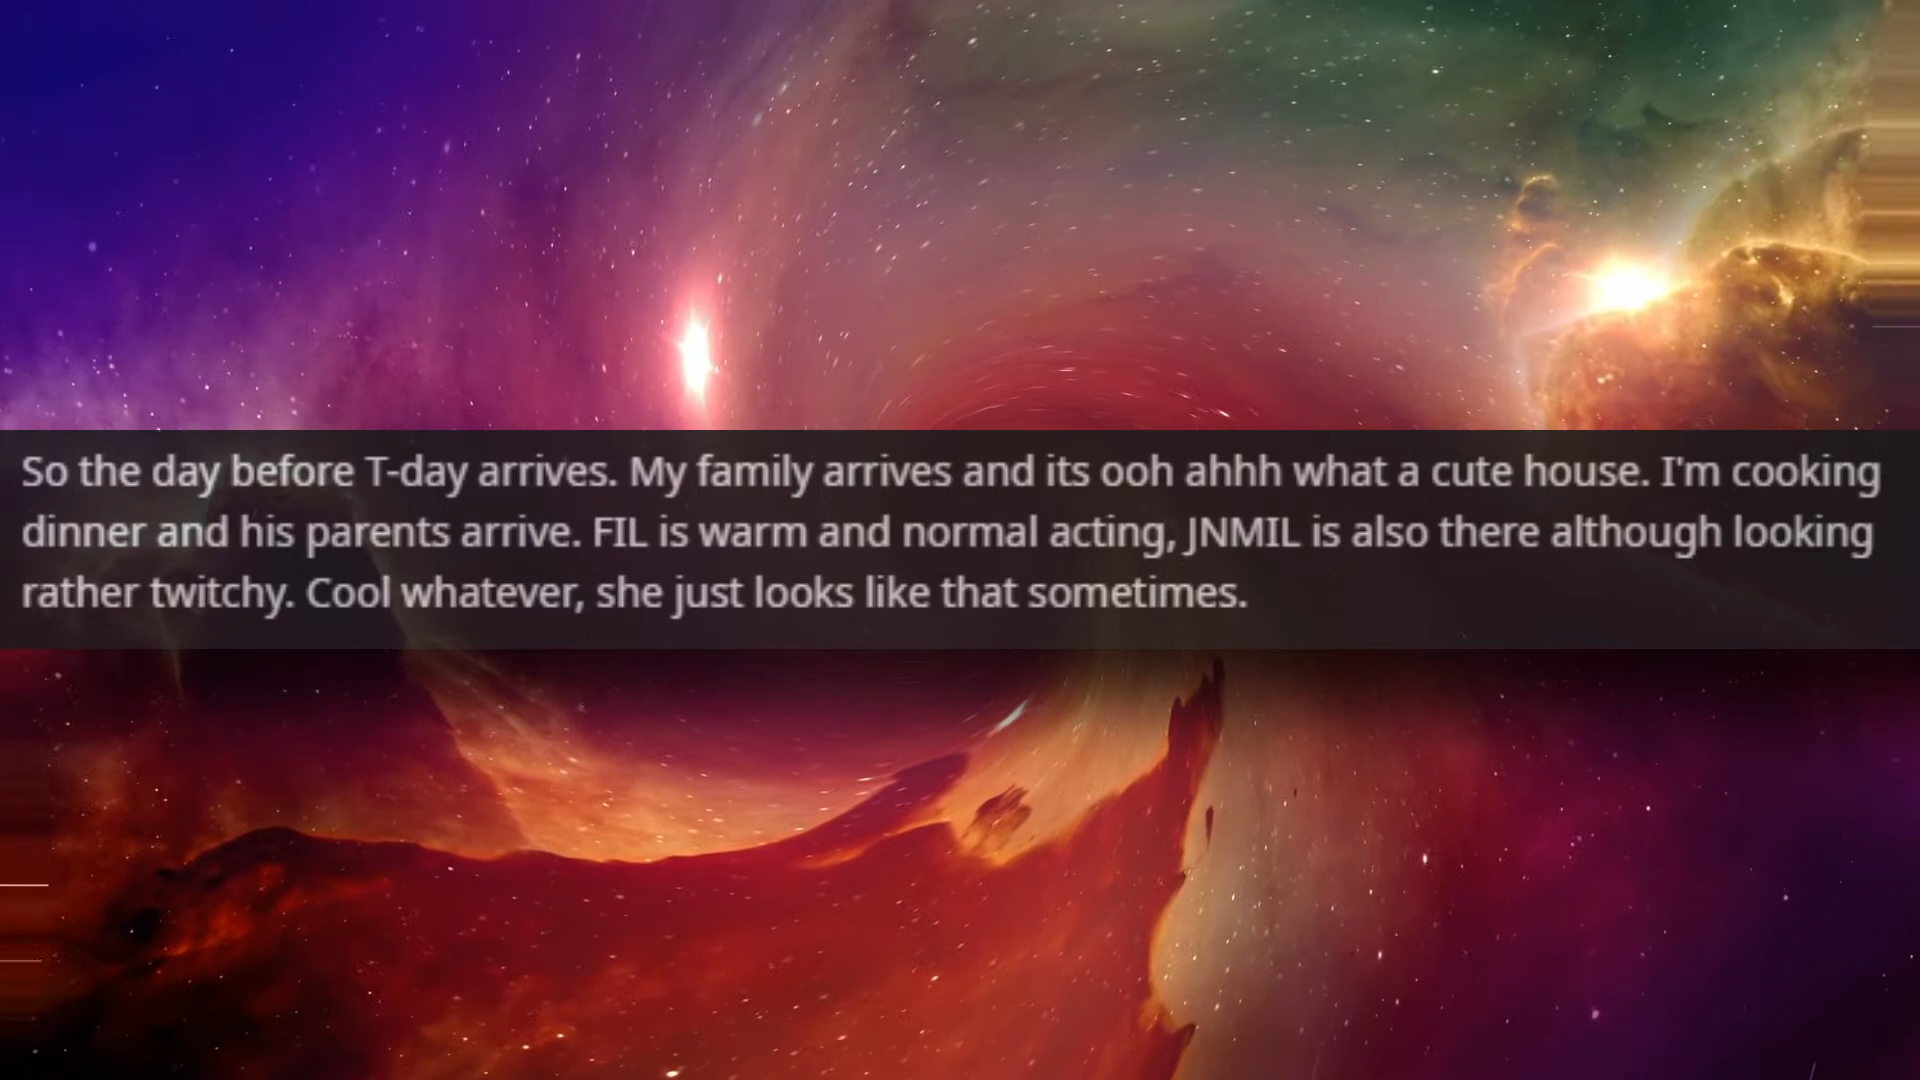 So the day before T-day arrives. My family arrives and its ooh ahhh what a cute house. I'm cooking
dinner and his parents arrive. FIL is warm and normal acting, JNMIL is also there although looking
rather twitchy. Cool whatever, she just looks like that sometimes.